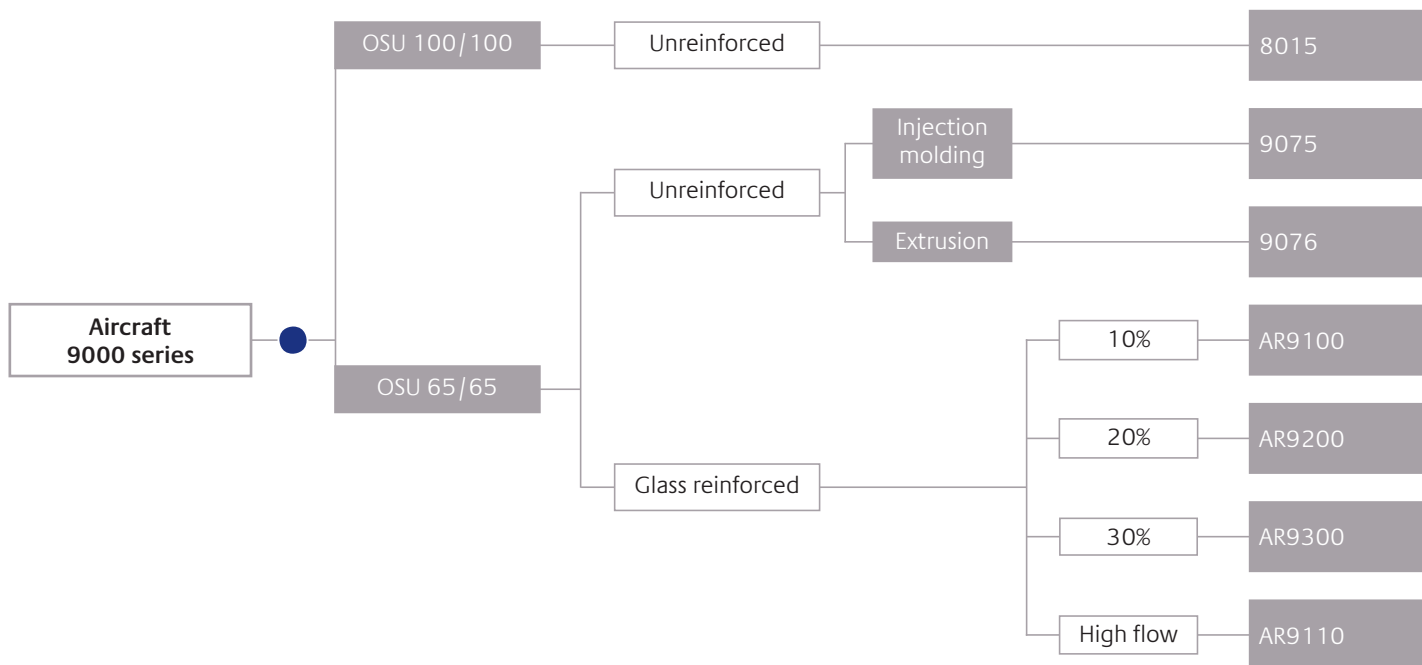 OSU 100/100
Unreinforced
8015
Injection
molding
9075
Unreinforced
Extrusion
9076
Aircraft
9000 series
OSU 65/65
10%
AR9100
20%
AR9200
Glass reinforced
30%
AR9300
High flow
AR9110